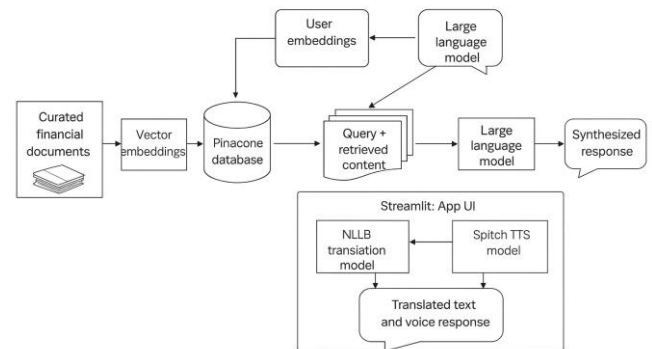 User
embeddings
Large
language
model
Curated
financial
documents
Vector
embeddings
Pinacone
database
Query +
retrieved
content
Large
language
model
Synthesized
response
Streamlit: App UI
NLLB
transiation
model
Spitch TTS
model
Translated text
and voice response